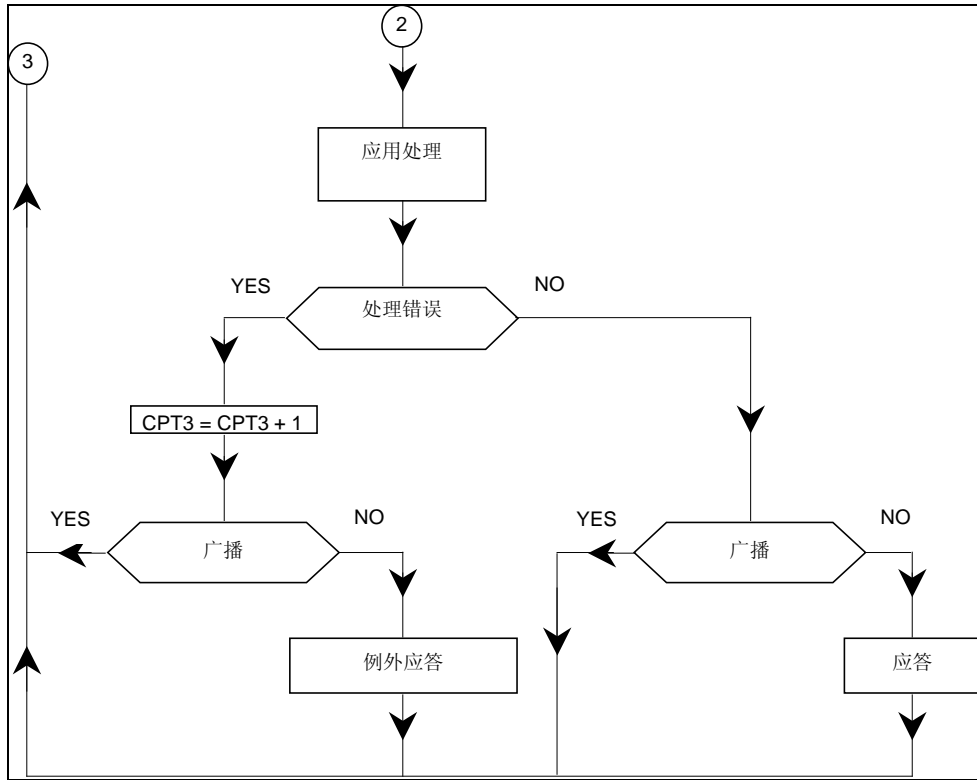 2
3
应用处理
YES
NO
处理错误
CPT3 = CPT3 + 1
YES
NO
YES
NO
广播
广播
例外应答
应答